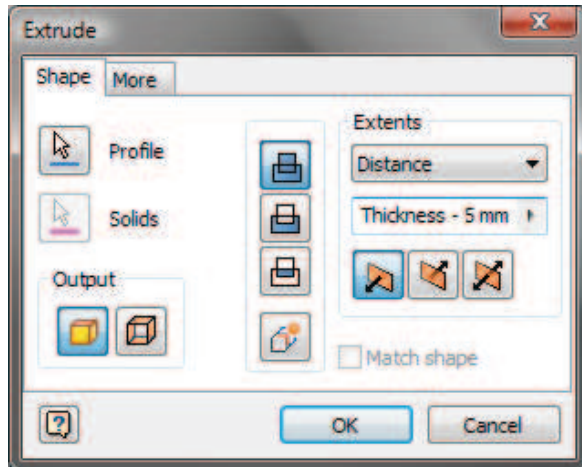 Extrude
Shape More
Profile
Solids
Output
Extents
Distance
Thickness - 5 mm
Match shape
OK Cancel